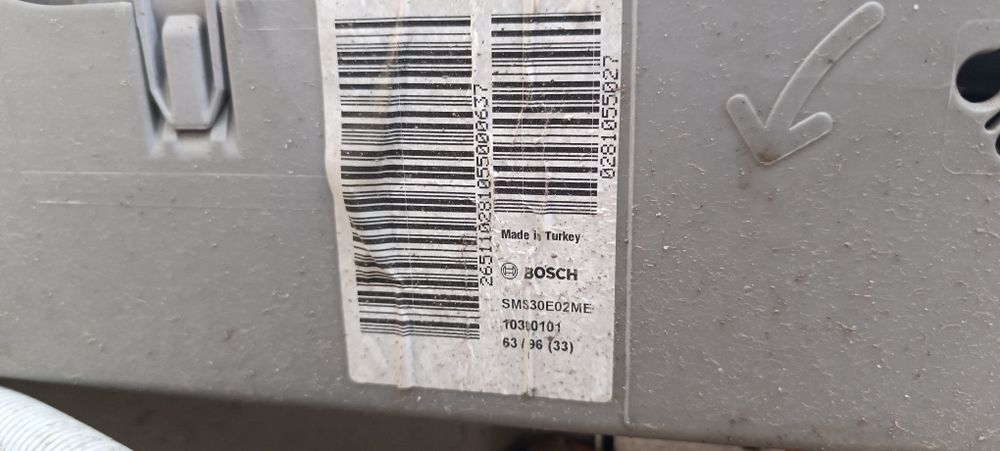 265110281055000637
0281055027
Made in Turkey
BOSCH
SMS30E02ME
10300101
63 / 96 (33)